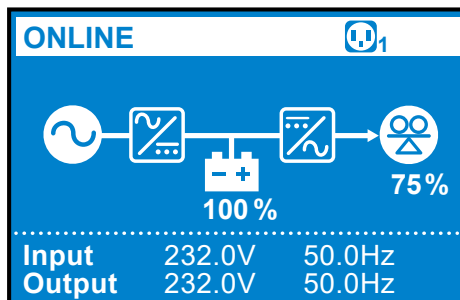 ONLINE 1
75%
100 %
Input 232.0V 50.0Hz
Output 232.0V 50.0Hz